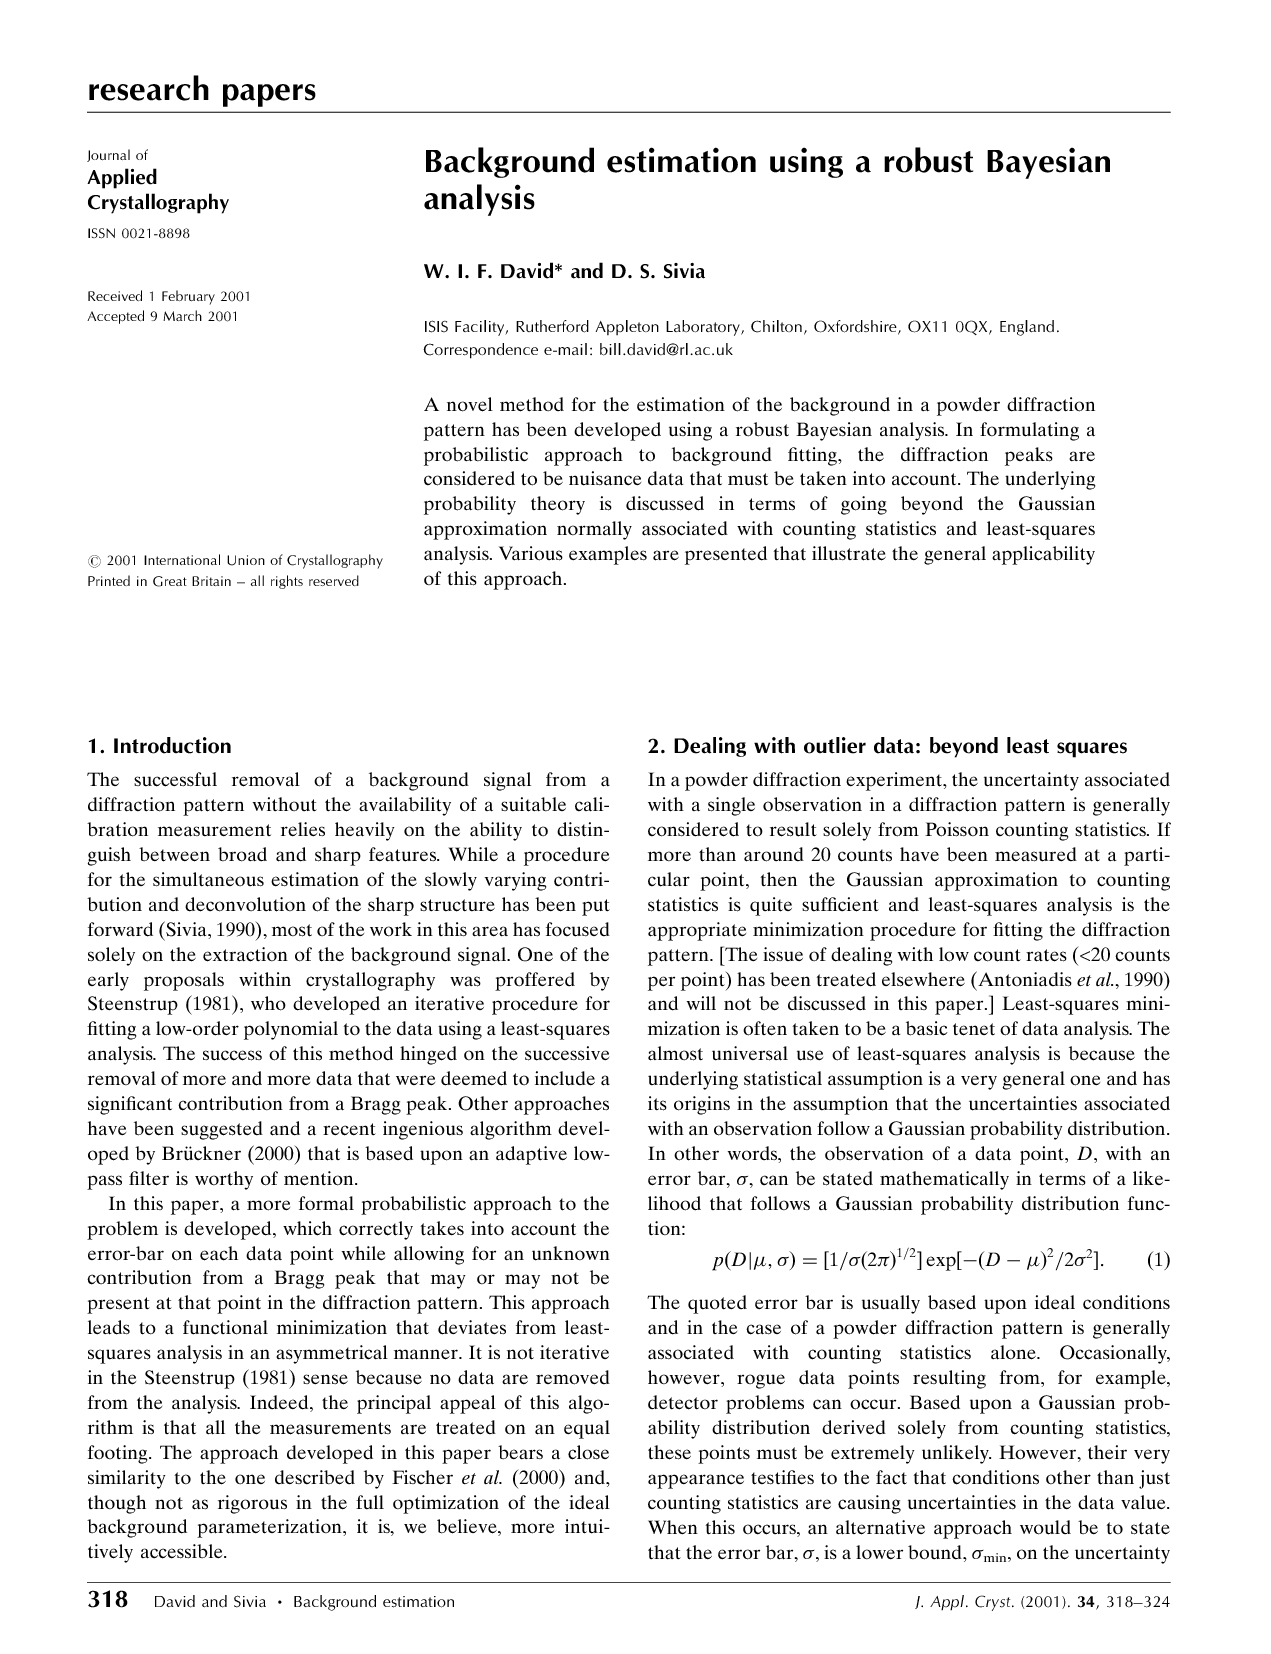 research papers
Journal of
Applied
Crystallography
ISSN 0021-8898
Received 1 February 2001
Accepted 9 March 2001
© 2001 International Union of Crystallography
Printed in Great Britain – all rights reserved
Background estimation using a robust Bayesian
analysis
W. I. F. David* and D. S. Sivia
ISIS Facility, Rutherford Appleton Laboratory, Chilton, Oxfordshire, OX11 0QX, England.
Correspondence e-mail: bill.david@rl.ac.uk
A novel method for the estimation of the background in a powder diffraction
pattern has been developed using a robust Bayesian analysis. In formulating a
probabilistic approach to background fitting, the diffraction peaks are
considered to be nuisance data that must be taken into account. The underlying
probability theory is discussed in terms of going beyond the Gaussian
approximation normally associated with counting statistics and least-squares
analysis. Various examples are presented that illustrate the general applicability
of this approach.
1. Introduction
The successful removal of a background signal from a
diffraction pattern without the availability of a suitable cali-
bration measurement relies heavily on the ability to distin-
guish between broad and sharp features. While a procedure
for the simultaneous estimation of the slowly varying contri-
bution and deconvolution of the sharp structure has been put
forward (Sivia, 1990), most of the work in this area has focused
solely on the extraction of the background signal. One of the
early proposals within crystallography was proffered by
Steenstrup (1981), who developed an iterative procedure for
fitting a low-order polynomial to the data using a least-squares
analysis. The success of this method hinged on the successive
removal of more and more data that were deemed to include a
significant contribution from a Bragg peak. Other approaches
have been suggested and a recent ingenious algorithm devel-
oped by Brückner (2000) that is based upon an adaptive low-
pass filter is worthy of mention.
In this paper, a more formal probabilistic approach to the
problem is developed, which correctly takes into account the
error-bar on each data point while allowing for an unknown
contribution from a Bragg peak that may or may not be
present at that point in the diffraction pattern. This approach
leads to a functional minimization that deviates from least-
squares analysis in an asymmetrical manner. It is not iterative
in the Steenstrup (1981) sense because no data are removed
from the analysis. Indeed, the principal appeal of this algo-
rithm is that all the measurements are treated on an equal
footing. The approach developed in this paper bears a close
similarity to the one described by Fischer et al. (2000) and,
though not as rigorous in the full optimization of the ideal
background parameterization, it is, we believe, more intui-
tively accessible.
2. Dealing with outlier data: beyond least squares
In a powder diffraction experiment, the uncertainty associated
with a single observation in a diffraction pattern is generally
considered to result solely from Poisson counting statistics. If
more than around 20 counts have been measured at a parti-
cular point, then the Gaussian approximation to counting
statistics is quite sufficient and least-squares analysis is the
appropriate minimization procedure for fitting the diffraction
pattern. [The issue of dealing with low count rates (<20 counts
per point) has been treated elsewhere (Antoniadis et al., 1990)
and will not be discussed in this paper.] Least-squares mini-
mization is often taken to be a basic tenet of data analysis. The
almost universal use of least-squares analysis is because the
underlying statistical assumption is a very general one and has
its origins in the assumption that the uncertainties associated
with an observation follow a Gaussian probability distribution.
In other words, the observation of a data point, D, with an
error bar, σ, can be stated mathematically in terms of a like-
lihood that follows a Gaussian probability distribution func-
tion:
p(D|μ, σ) = [1/σ(2π)^{1/2}] exp[−(D − μ)²/2σ²]. (1)
The quoted error bar is usually based upon ideal conditions
and in the case of a powder diffraction pattern is generally
associated with counting statistics alone. Occasionally,
however, rogue data points resulting from, for example,
detector problems can occur. Based upon a Gaussian prob-
ability distribution derived solely from counting statistics,
these points must be extremely unlikely. However, their very
appearance testifies to the fact that conditions other than just
counting statistics are causing uncertainties in the data value.
When this occurs, an alternative approach would be to state
that the error bar, σ, is a lower bound, σ_{min}, on the uncertainty
318 David and Sivia • Background estimation
J. Appl. Cryst. (2001). 34, 318–324